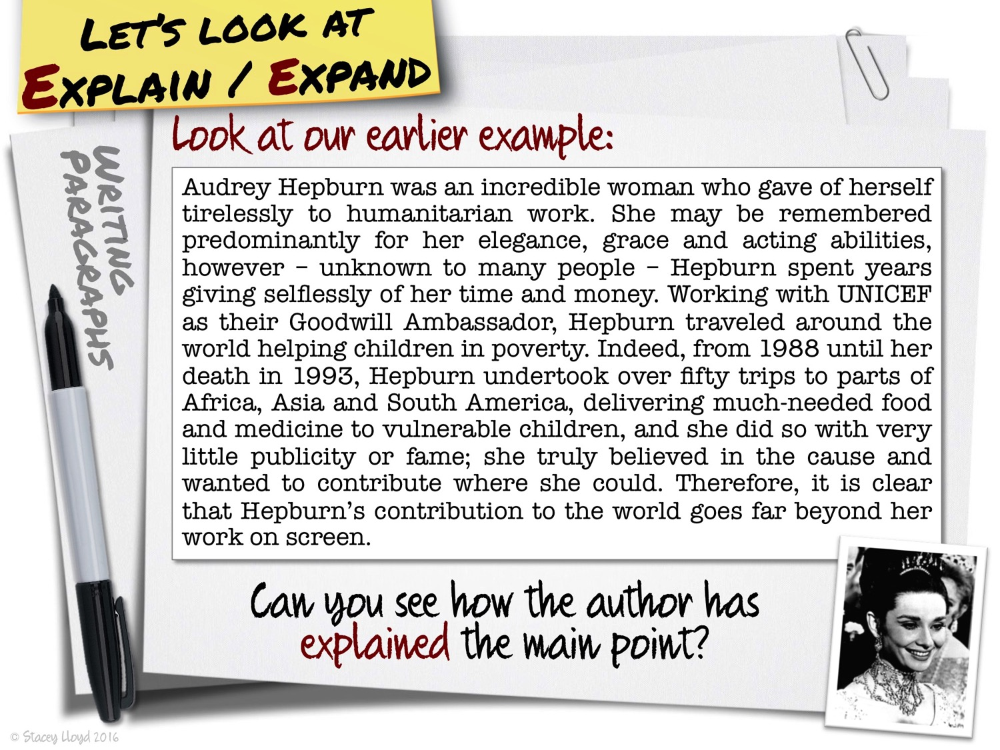 LET'S LOOK AT
EXPLAIN / EXPAND
WRITING
PARAGRAPHS
Look at our earlier example:
Audrey Hepburn was an incredible woman who gave of herself
tirelessly to humanitarian work. She may be remembered
predominantly for her elegance, grace and acting abilities,
however – unknown to many people – Hepburn spent years
giving selflessly of her time and money. Working with UNICEF
as their Goodwill Ambassador, Hepburn traveled around the
world helping children in poverty. Indeed, from 1988 until her
death in 1993, Hepburn undertook over fifty trips to parts of
Africa, Asia and South America, delivering much-needed food
and medicine to vulnerable children, and she did so with very
little publicity or fame; she truly believed in the cause and
wanted to contribute where she could. Therefore, it is clear
that Hepburn's contribution to the world goes far beyond her
work on screen.
Can you see how the author has
explained the main point?
© Stacey Lloyd 2016